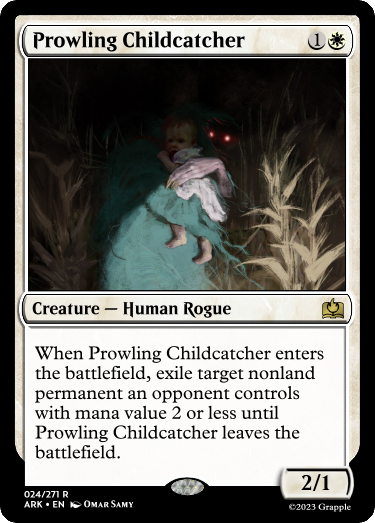 Prowling Childcatcher 1
Creature — Human Rogue
When Prowling Childcatcher enters
the battlefield, exile target nonland
permanent an opponent controls
with mana value 2 or less until
Prowling Childcatcher leaves the
battlefield.
2/1
024/271 R
ARK • EN Omar Samy
©2023 Grapple